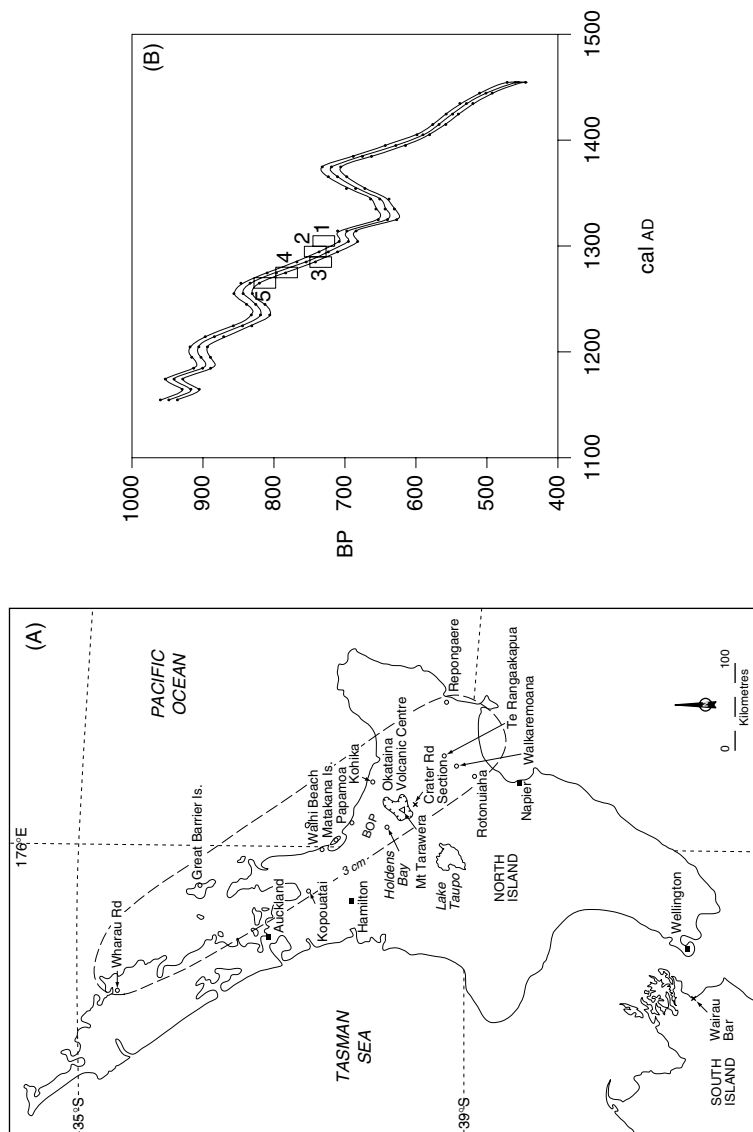 (A)
PACIFIC
OCEAN
TASMAN
SEA
35°S
39°S
176°E
Wharau Rd
Great Barrier Is.
Auckland
Kopouatai
Hamilton
Waihi Beach
Matakana Is.
Papamoa
Kohika
BOP
3 cm
Okataina
Volcanic Centre
Holdens
Bay
Mt Tarawera
Crater Rd
Section
Lake
Taupo
NORTH
ISLAND
Repongaere
Te Rangaakapua
Waikaremoana
Rotonuiaha
Napier
Wellington
Wairau
Bar
SOUTH
ISLAND
0 100
Kilometres
(B)
1000
900
800
700
600
500
400
BP
1100
1200
1300
1400
1500
cal AD
5
4
3
2
1